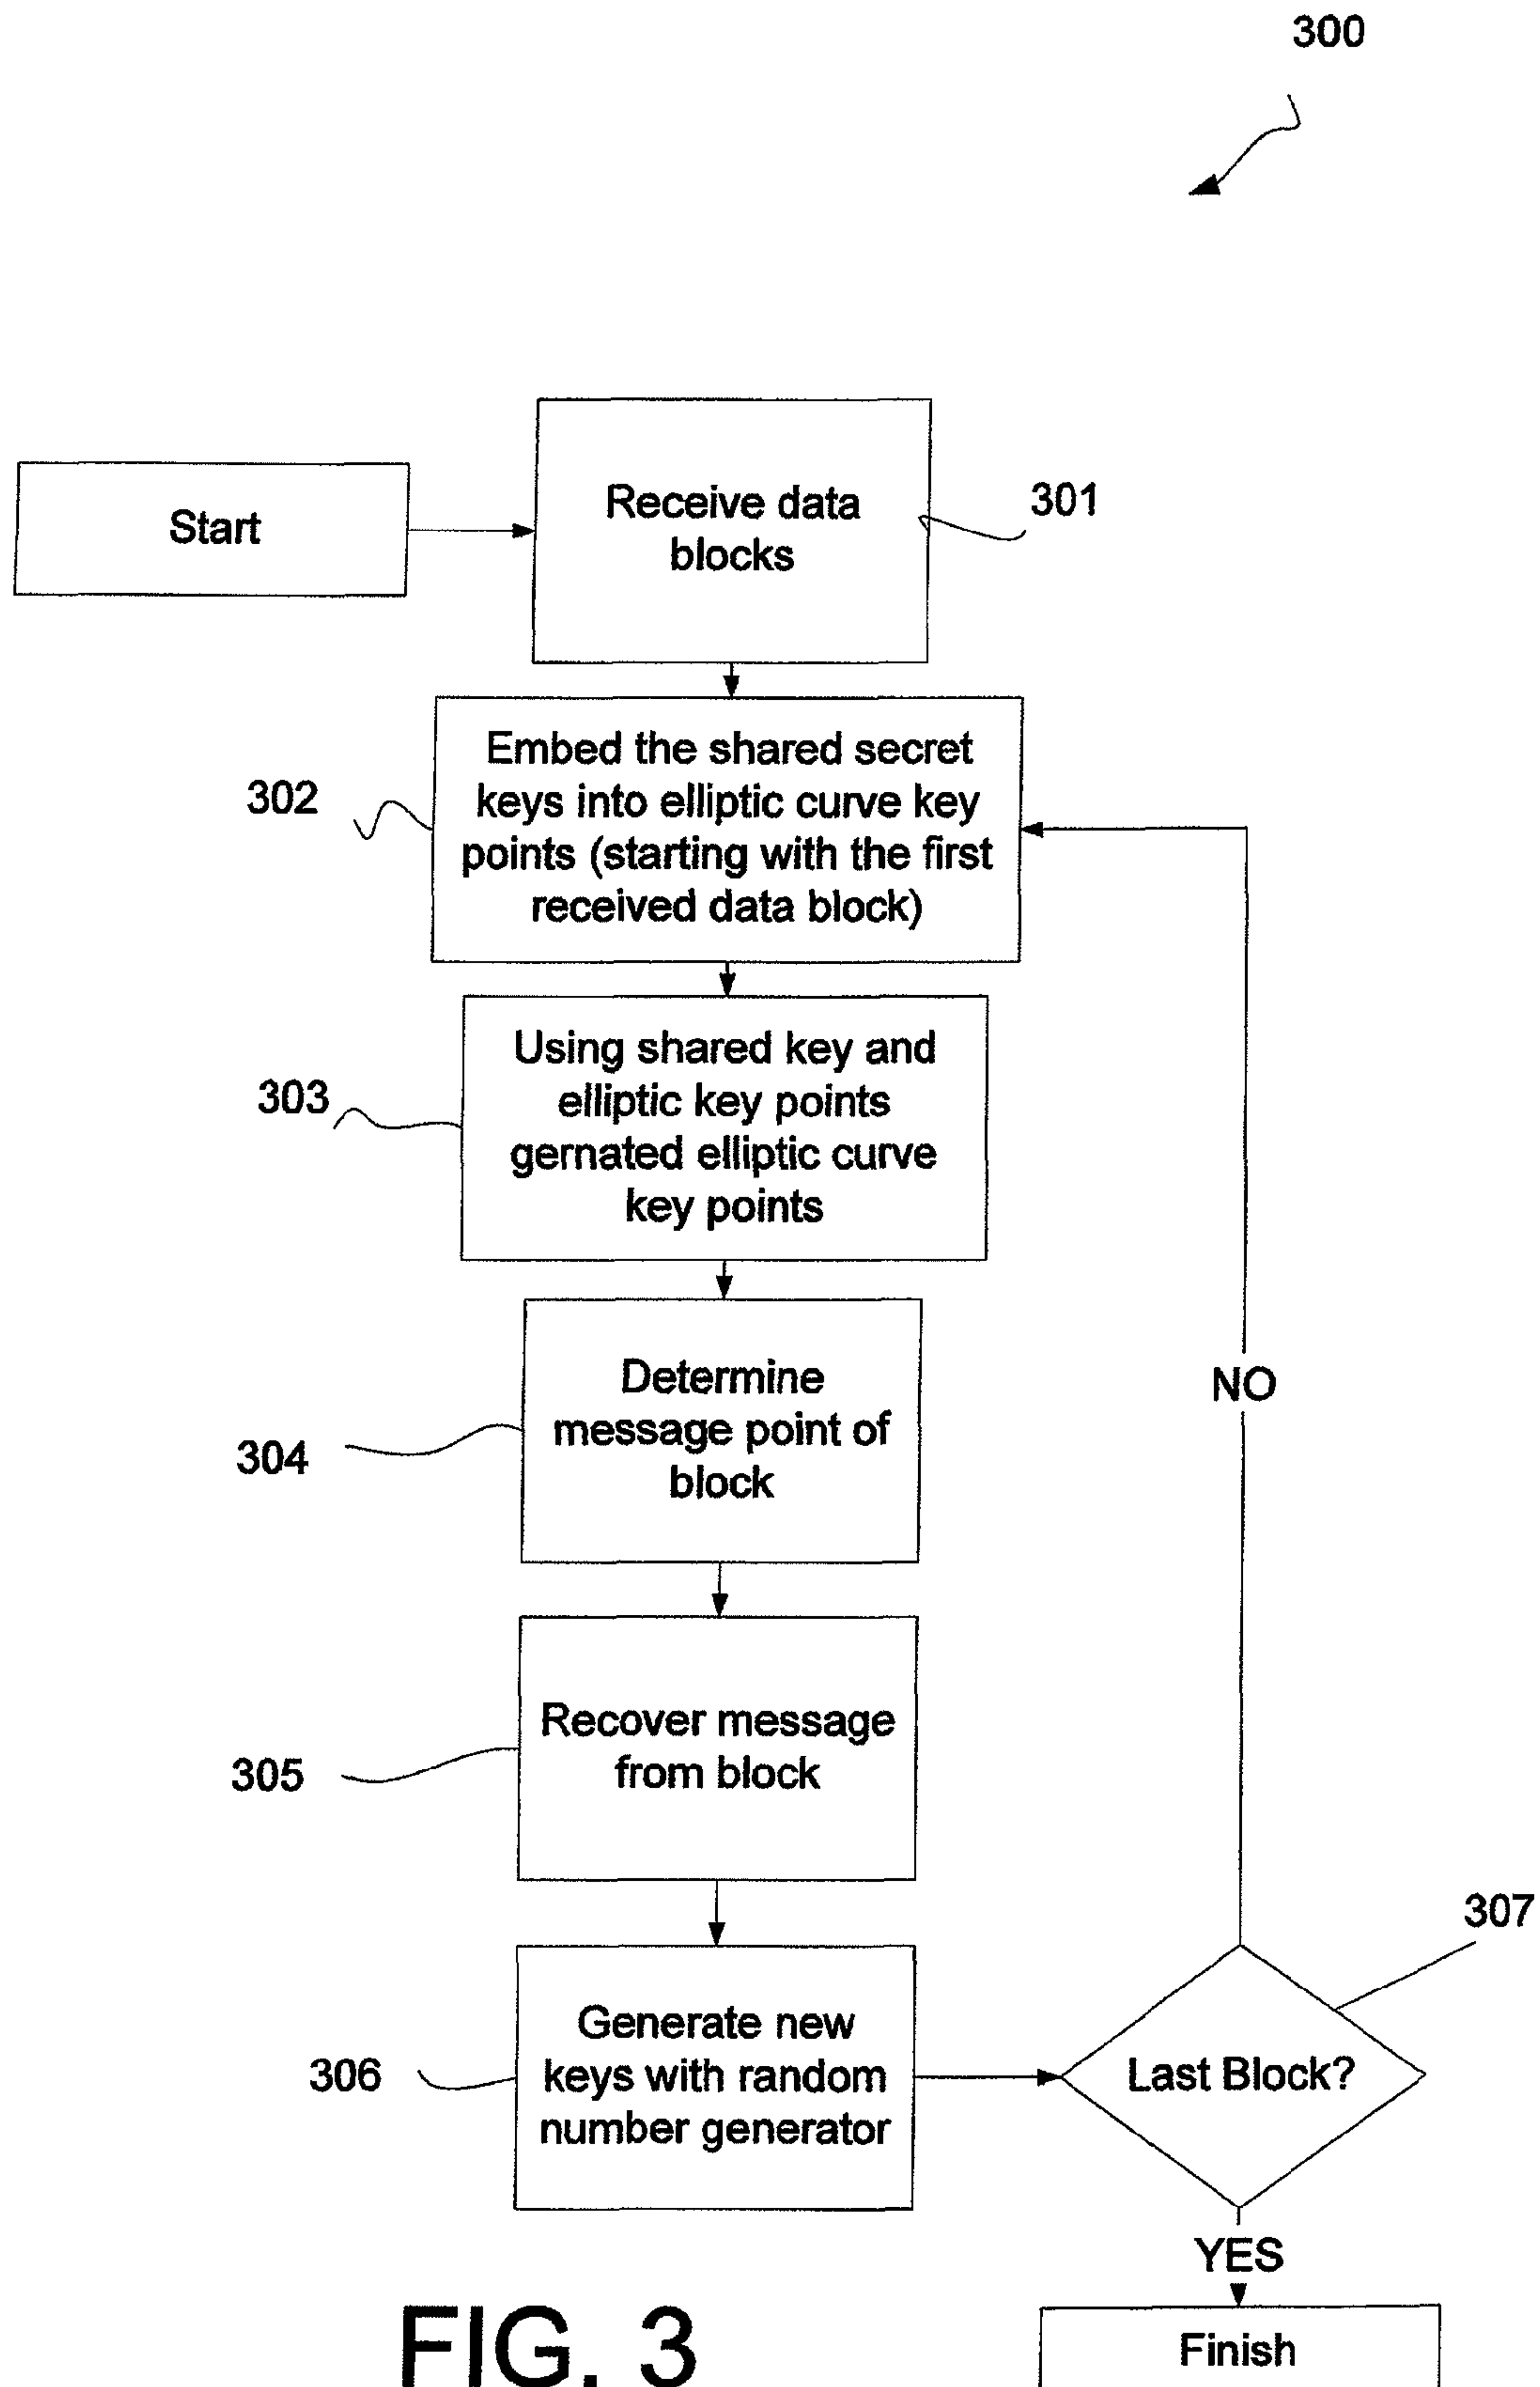 300
Start
Receive data
blocks
301
302
Embed the shared secret
keys into elliptic curve key
points (starting with the first
received data block)
303
Using shared key and
elliptic key points
gernated elliptic curve
key points
304
Determine
message point of
block
NO
305
Recover message
from block
306
Generate new
keys with random
number generator
307
Last Block?
YES
Finish
FIG. 3